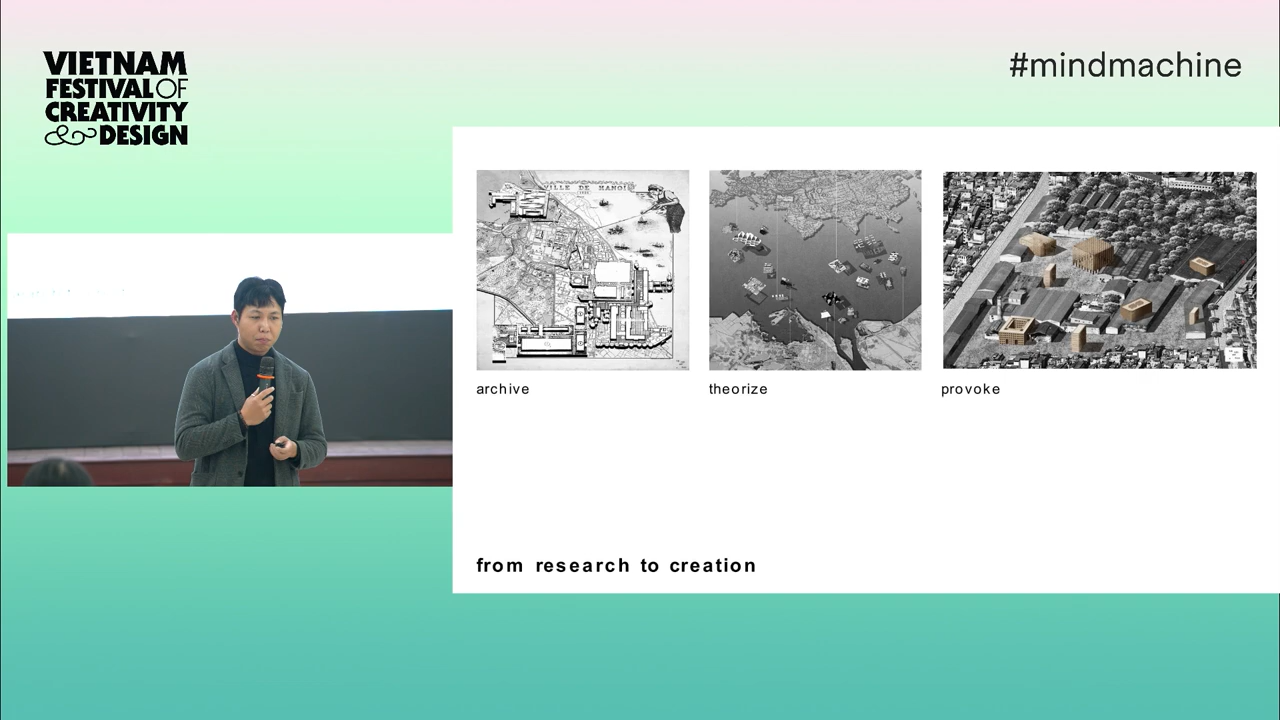 VIETNAM
FESTIVAL OF
CREATIVITY
& DESIGN
#mindmachine
VILLE DE HANOI
archive
theorize
provoke
from research to creation